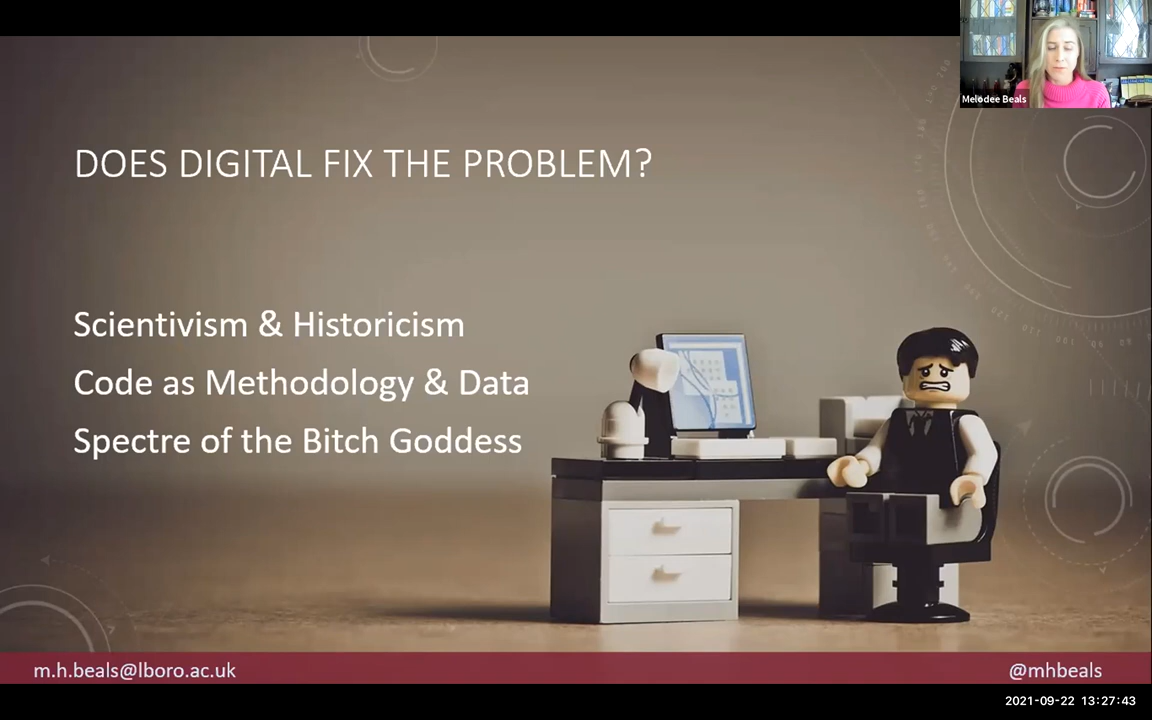 Melodee Beals
DOES DIGITAL FIX THE PROBLEM?
Scientivism & Historicism
Code as Methodology & Data
Spectre of the Bitch Goddess
m.h.beals@lboro.ac.uk
@mhbeals
2021-09-22 13:27:43